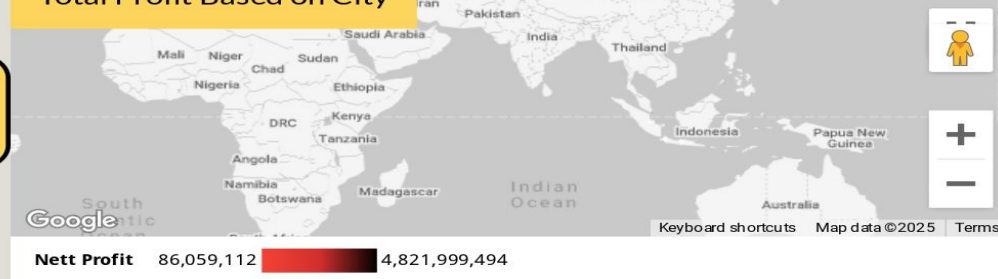 Total Profit Based on City
Iran
Pakistan
Saudi Arabia
India
Thailand
Mali
Niger
Chad
Sudan
Nigeria
Ethiopia
DRC
Kenya
Tanzania
Indonesia
Papua New
Guinea
Angola
Namibia
Botswana
Madagascar
Indian
Ocean
Australia
South
Google
Keyboard shortcuts Map data ©2025 Terms
Nett Profit 86,059,112 4,821,999,494